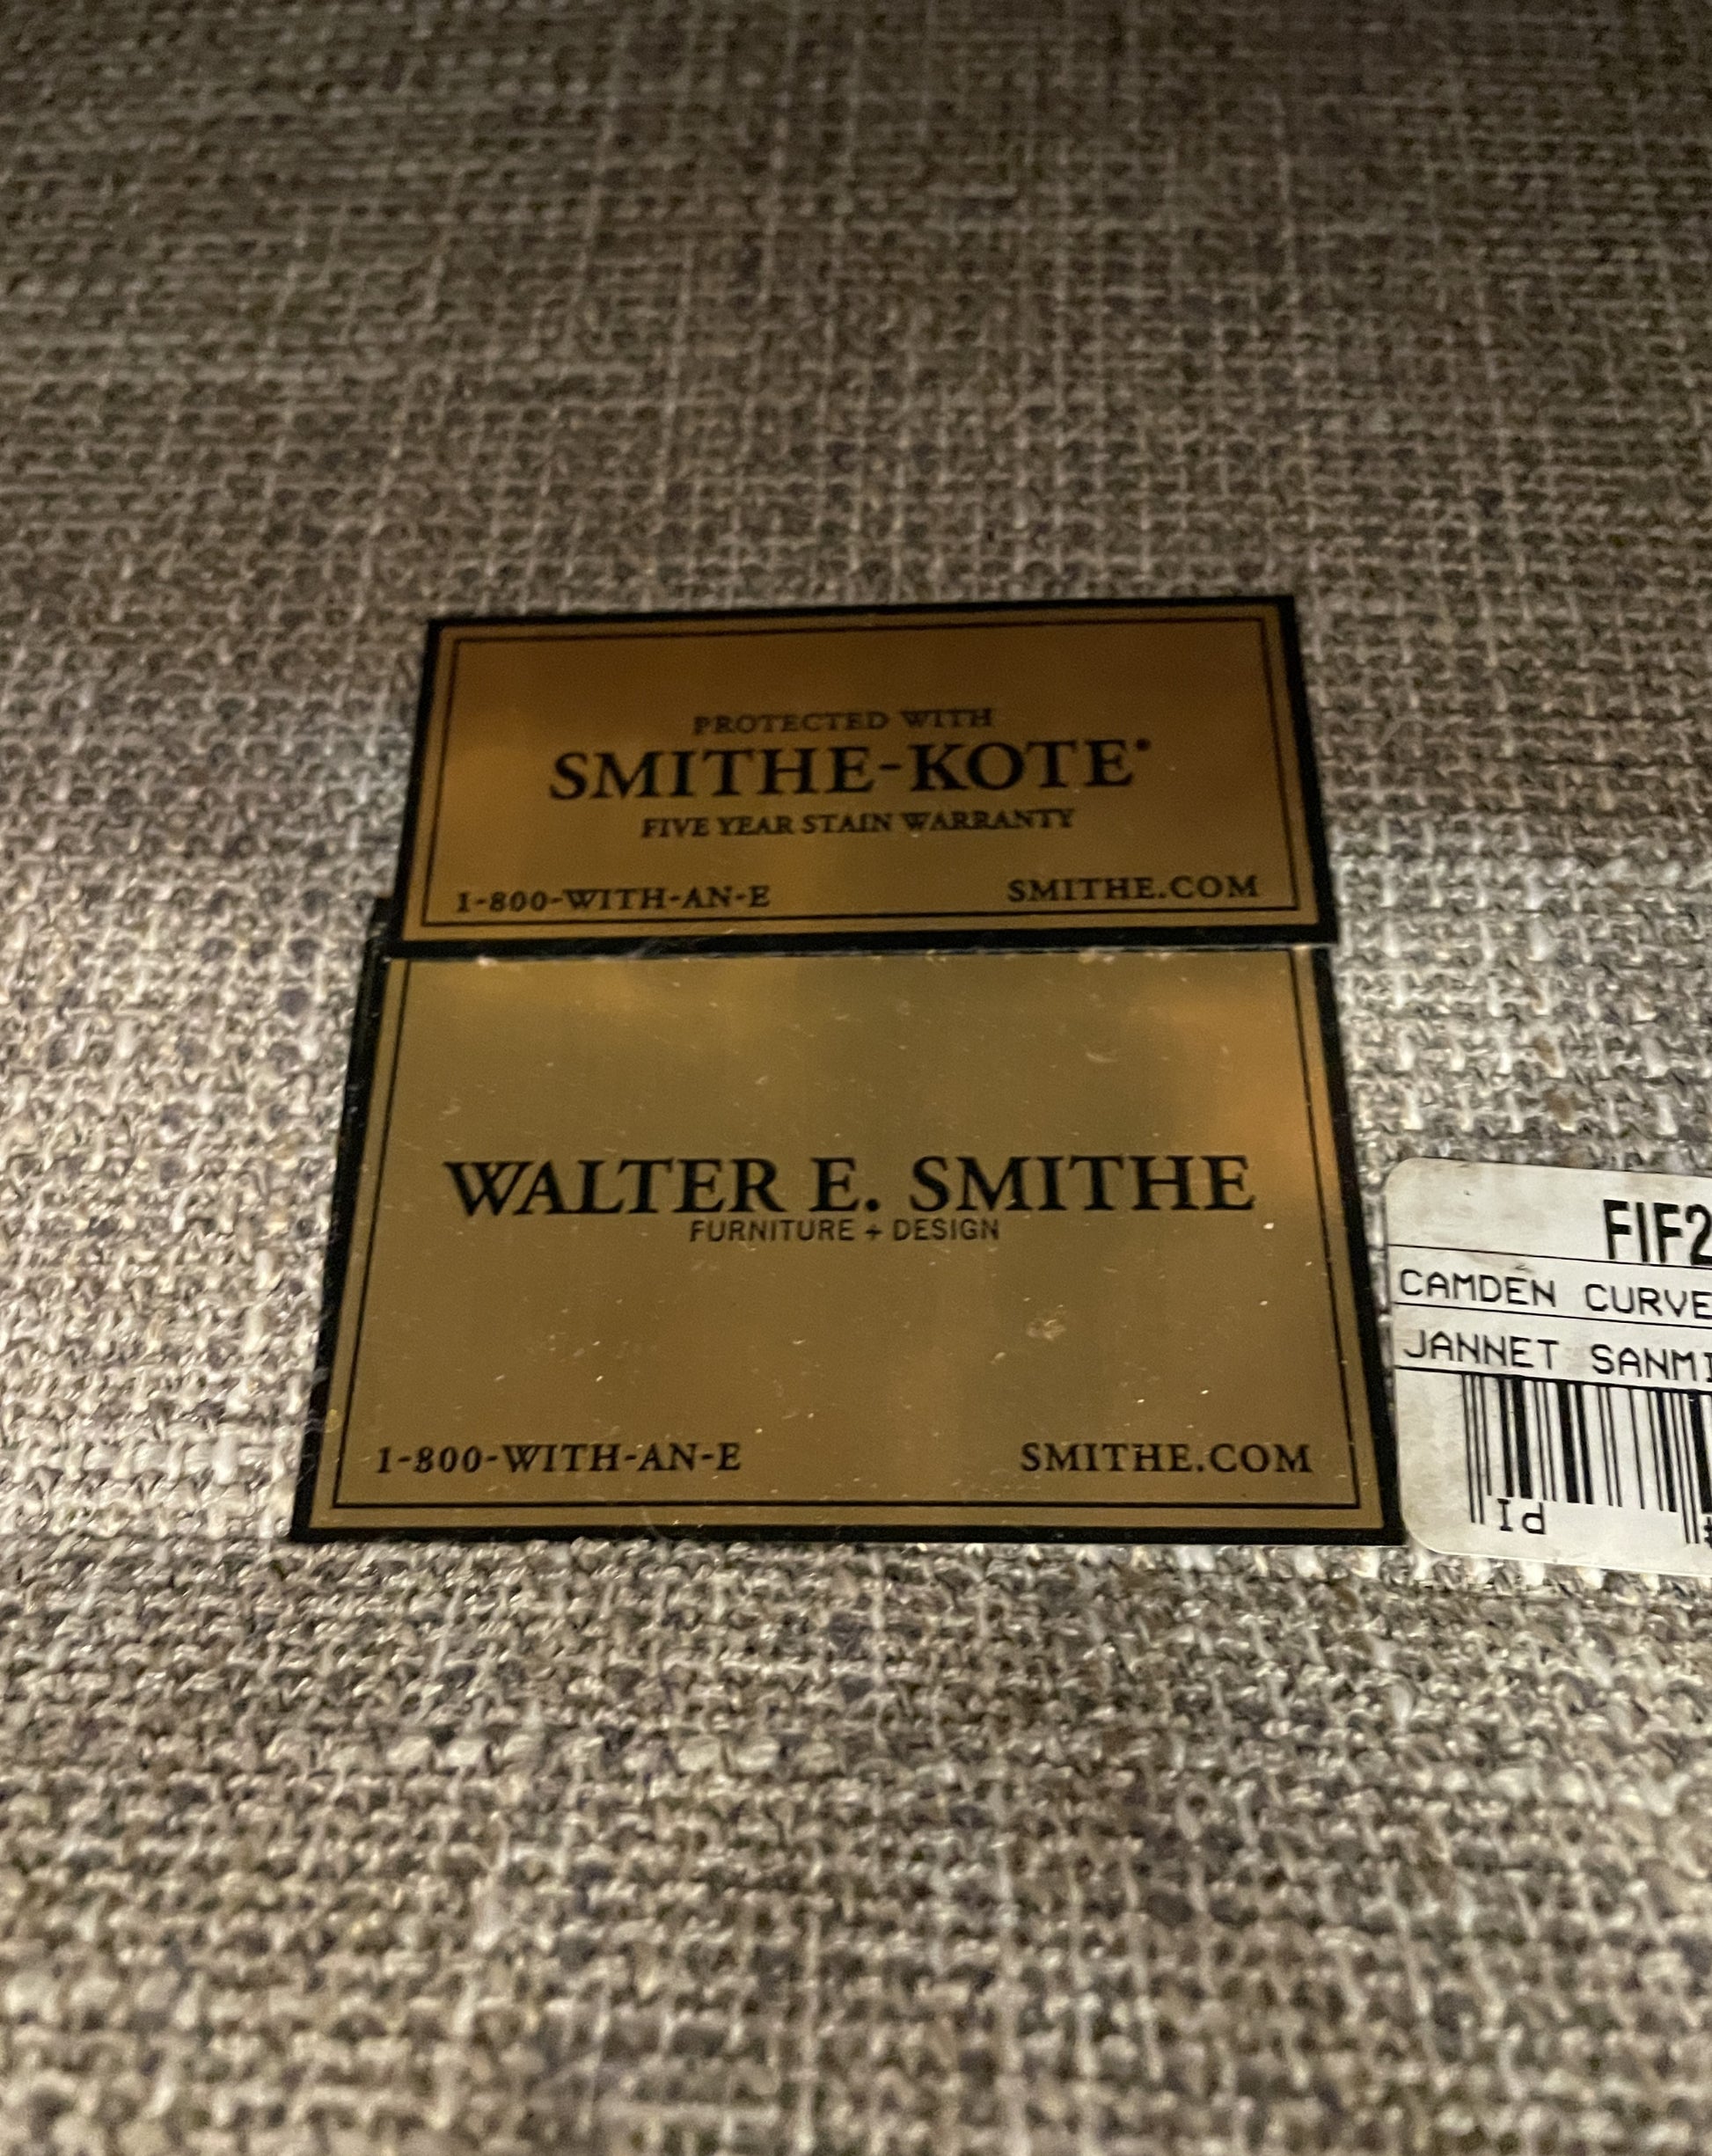 PROTECTED WITH
SMITHE-KOTE®
FIVE YEAR STAIN WARRANTY
1-800-WITH-AN-E SMITHE.COM
WALTER E. SMITHE
FURNITURE + DESIGN
1-800-WITH-AN-E SMITHE.COM
FIF2
CAMDEN CURVE
JANNET SANMI
Id